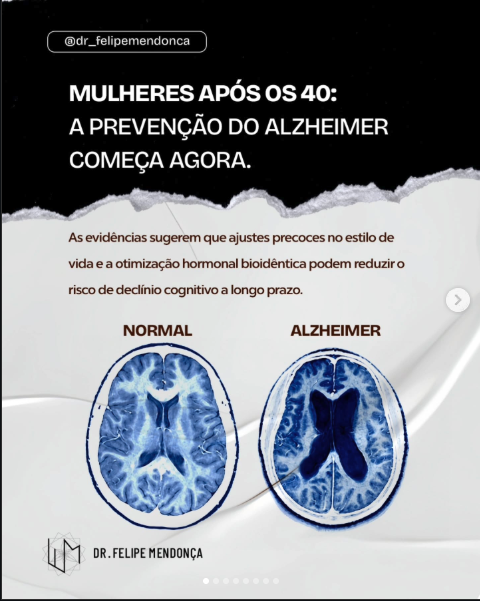 @dr_felipemendonca
MULHERES APÓS OS 40:
A PREVENÇÃO DO ALZHEIMER
COMEÇA AGORA.
As evidências sugerem que ajustes precoces no estilo de
vida e a otimização hormonal bioidêntica podem reduzir o
risco de declínio cognitivo a longo prazo.
NORMAL
ALZHEIMER
DR. FELIPE MENDONÇA